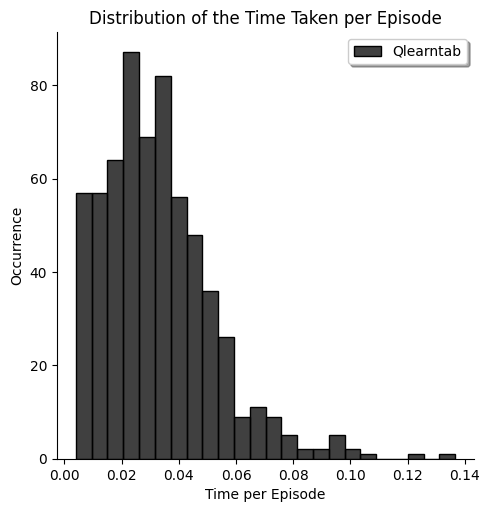 Distribution of the Time Taken per Episode
Qlearntab
80
60
40
20
0
Occurrence
0.00 0.02 0.04 0.06 0.08 0.10 0.12 0.14
Time per Episode